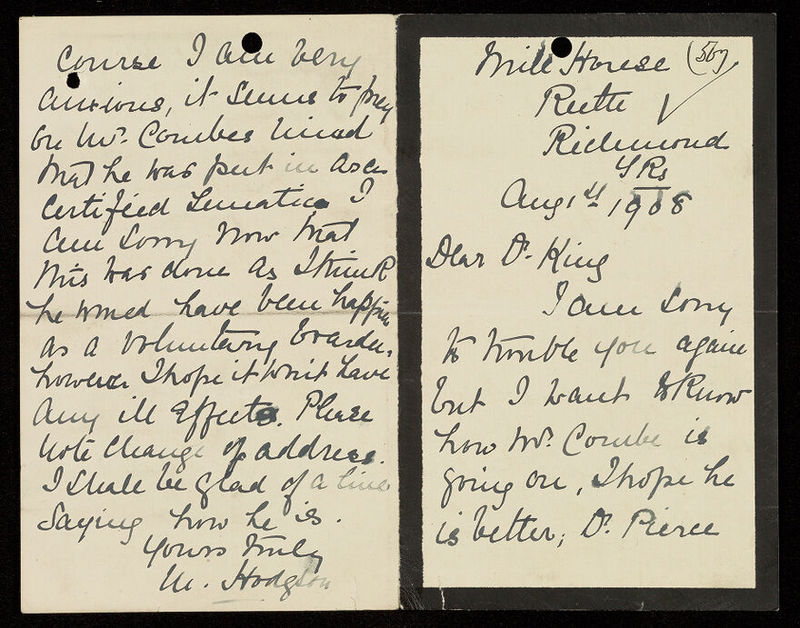 Mill House (56)
Reeth
Richmond
YRs
Aug 1st 1908
Dear Dr. King
I am sorry
to trouble you again
but I want to know
how Mr. Combe is
going on, I hope he
is better; Dr. Pierce
course I am very
anxious, it seems to prey
on Mr. Combes mind
that he was put in as a
certified Lunatic, I
am sorry now that
this was done as I think
he would have been happier
as a voluntary boarder,
however I hope it won't have
any ill effects. Please
note change of address.
I shall be glad of a line
saying how he is.
Yours truly
M. Hodgson